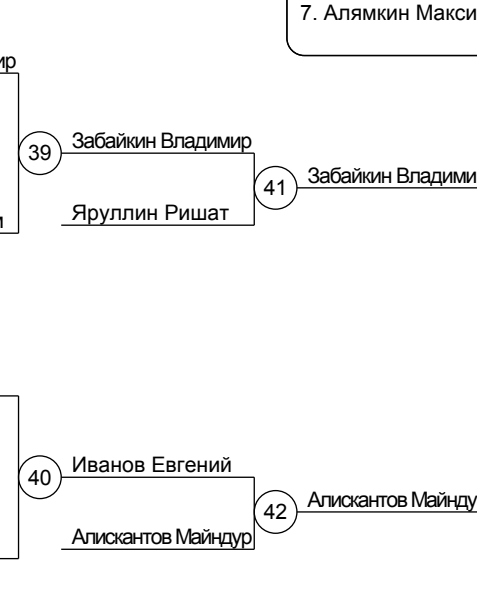 7. Алямкин Макси
ир
39
Забайкин Владимир
41
Забайкин Владими
Яруллин Ришат
40
Иванов Евгений
42
Алискантов Майнду
Алискантов Майндур